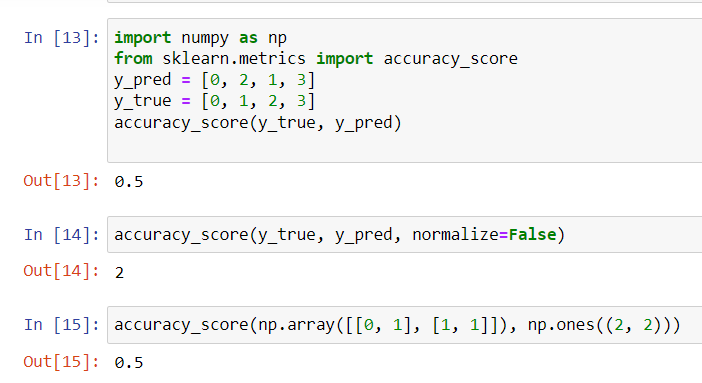 In [13]: import numpy as np
from sklearn.metrics import accuracy_score
y_pred = [0, 2, 1, 3]
y_true = [0, 1, 2, 3]
accuracy_score(y_true, y_pred)
Out[13]: 0.5
In [14]: accuracy_score(y_true, y_pred, normalize=False)
Out[14]: 2
In [15]: accuracy_score(np.array([[0, 1], [1, 1]]), np.ones((2, 2)))
Out[15]: 0.5